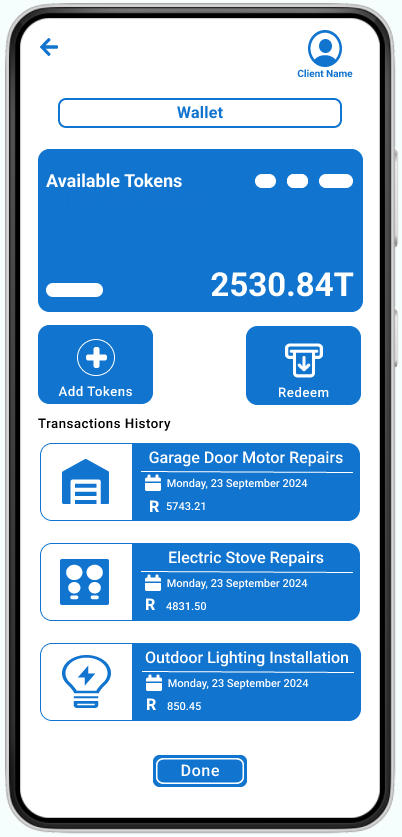 Client Name
Wallet
Available Tokens
2530.84T
Add Tokens
Redeem
Transactions History
Garage Door Motor Repairs
Monday, 23 September 2024
R 5743.21
Electric Stove Repairs
Monday, 23 September 2024
R 4831.50
Outdoor Lighting Installation
Monday, 23 September 2024
R 850.45
Done